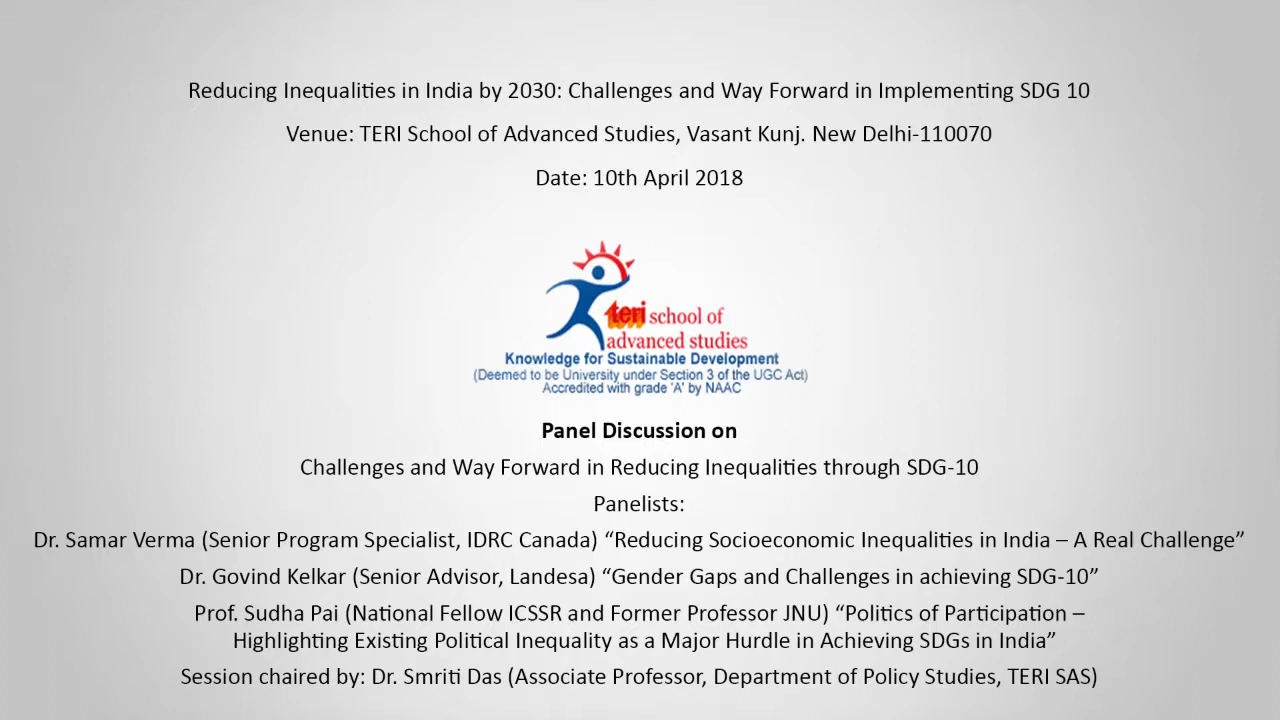 Reducing Inequalities in India by 2030: Challenges and Way Forward in Implementing SDG 10
Venue: TERI School of Advanced Studies, Vasant Kunj. New Delhi-110070
Date: 10th April 2018
teri school of
advanced studies
Knowledge for Sustainable Development
(Deemed to be University under Section 3 of the UGC Act)
Accredited with grade 'A' by NAAC
Panel Discussion on
Challenges and Way Forward in Reducing Inequalities through SDG-10
Panelists:
Dr. Samar Verma (Senior Program Specialist, IDRC Canada) “Reducing Socioeconomic Inequalities in India – A Real Challenge”
Dr. Govind Kelkar (Senior Advisor, Landesa) “Gender Gaps and Challenges in achieving SDG-10”
Prof. Sudha Pai (National Fellow ICSSR and Former Professor JNU) “Politics of Participation –
Highlighting Existing Political Inequality as a Major Hurdle in Achieving SDGs in India”
Session chaired by: Dr. Smriti Das (Associate Professor, Department of Policy Studies, TERI SAS)